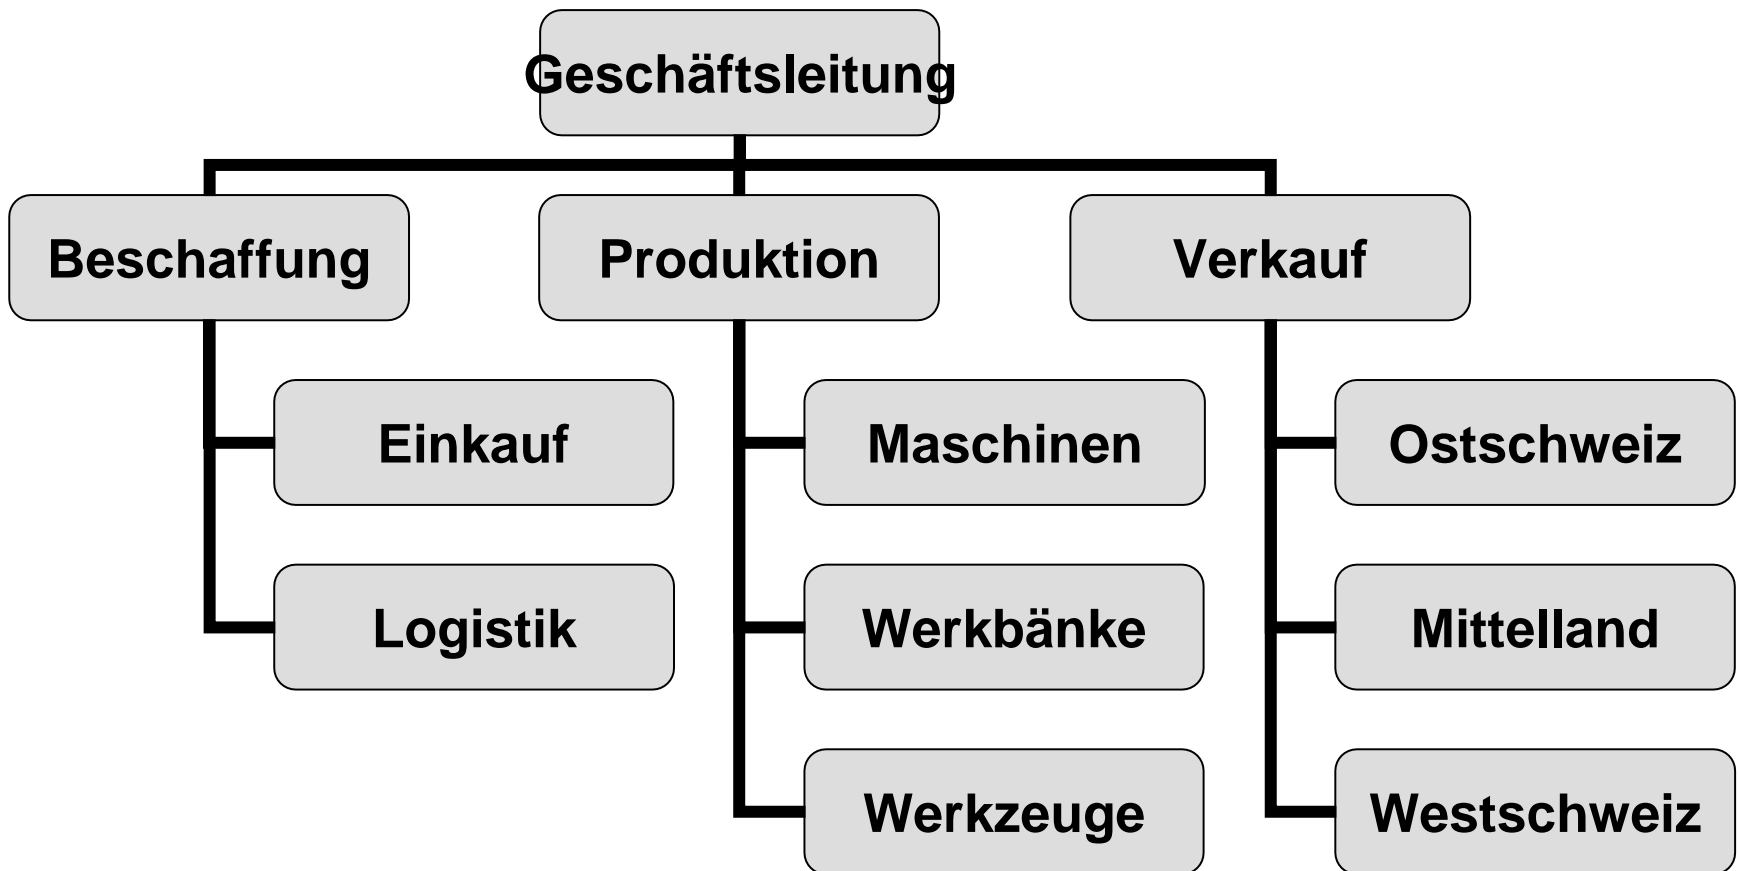 Geschäftsleitung
Beschaffung
Produktion
Verkauf
Einkauf
Maschinen
Ostschweiz
Logistik
Werkbänke
Mittelland
Werkzeuge
Westschweiz